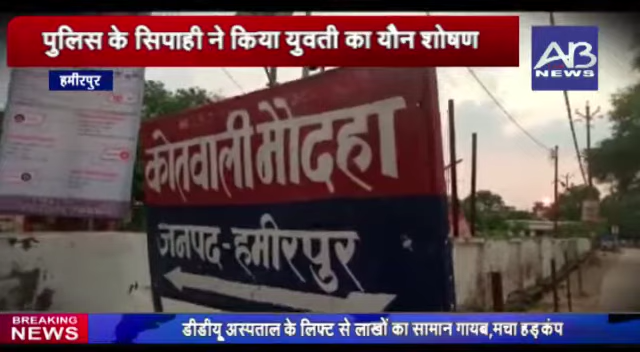 पुलिस के सिपाही ने किया युवती का यौन शोषण
AB
NEWS
हमीरपुर
कोतवाली मौदहा
जनपद-हमीरपुर
BREAKING
NEWS
डीडीयू अस्पताल के लिफ्ट से लाखों का सामान गायब,मचा हड़कंप